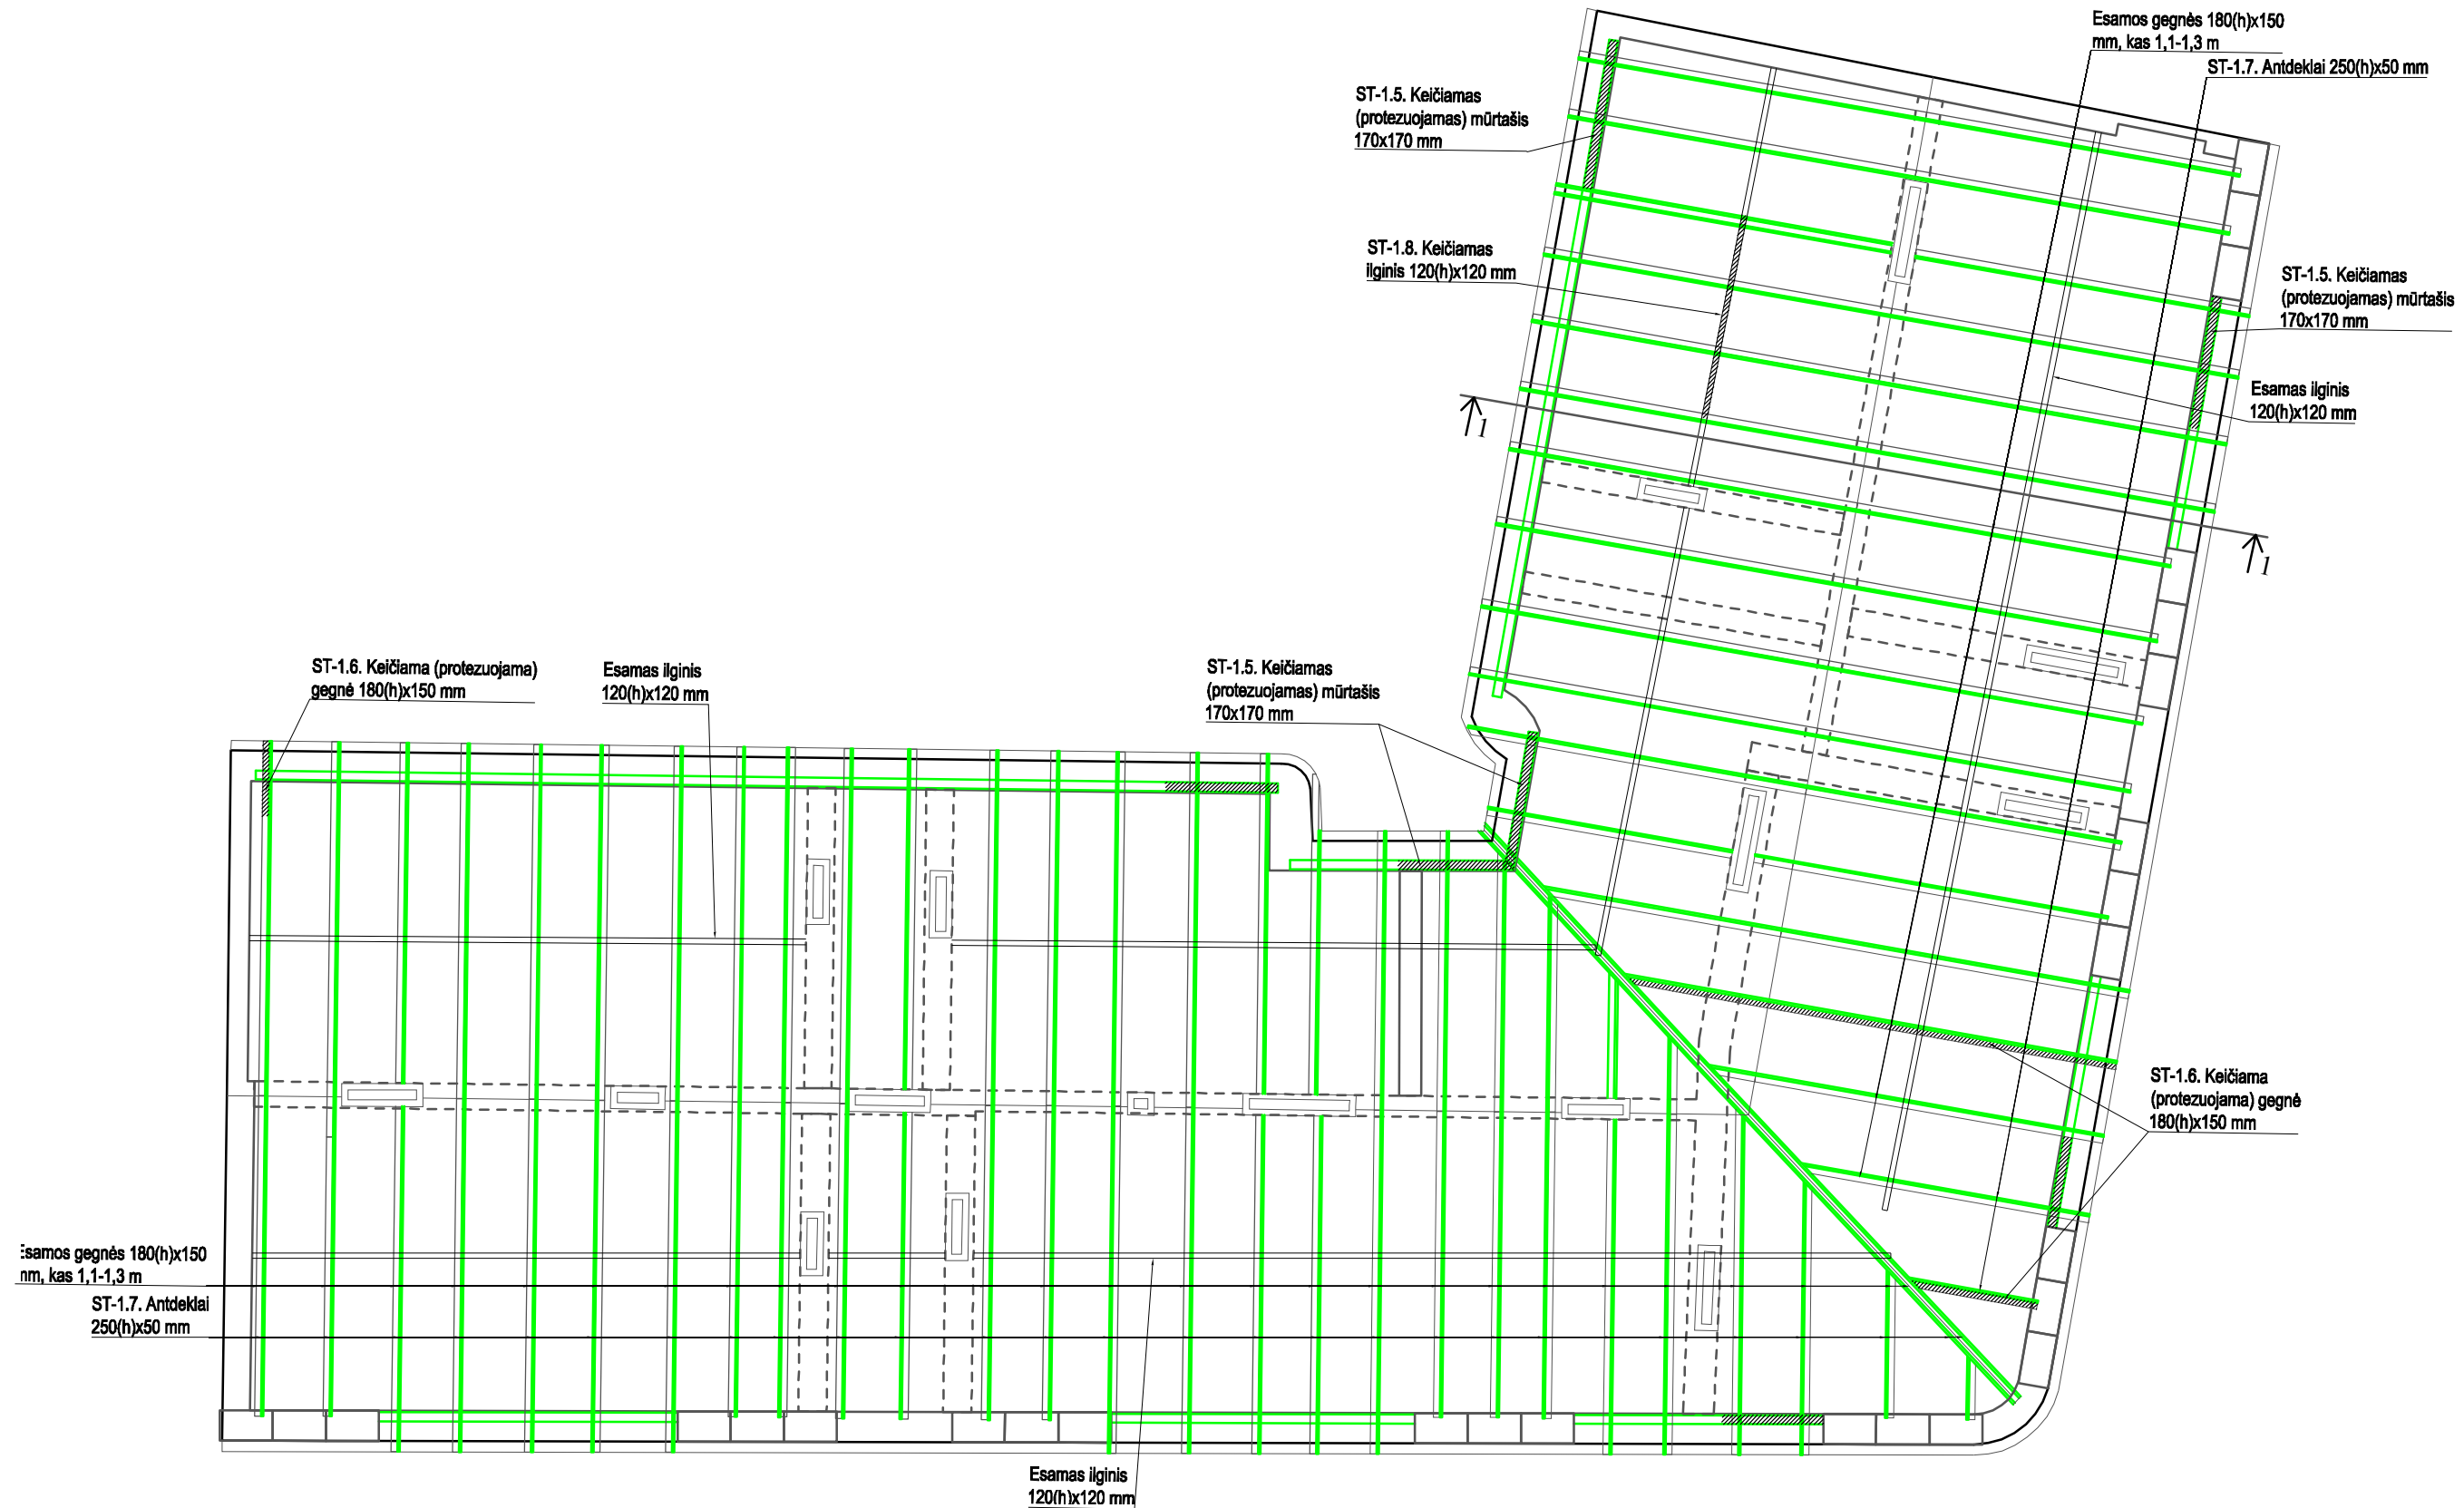 Esamos gegnės 180(h)x150
mm, kas 1,1-1,3 m
ST-1.7. Antdeklai 250(h)x50 mm
ST-1.5. Keičiamas
(protezuojamas) mūrtašis
170x170 mm
ST-1.8. Keičiamas
ilginis 120(h)x120 mm
ST-1.5. Keičiamas
(protezuojamas) mūrtašis
170x170 mm
Esamas ilginis
120(h)x120 mm
1
1
ST-1.6. Keičiama (protezuojama)
gegnė 180(h)x150 mm
Esamas ilginis
120(h)x120 mm
ST-1.5. Keičiamas
(protezuojamas) mūrtašis
170x170 mm
ST-1.6. Keičiama
(protezuojama) gegnė
180(h)x150 mm
Esamos gegnės 180(h)x150
mm, kas 1,1-1,3 m
ST-1.7. Antdeklai
250(h)x50 mm
Esamas ilginis
120(h)x120 mm